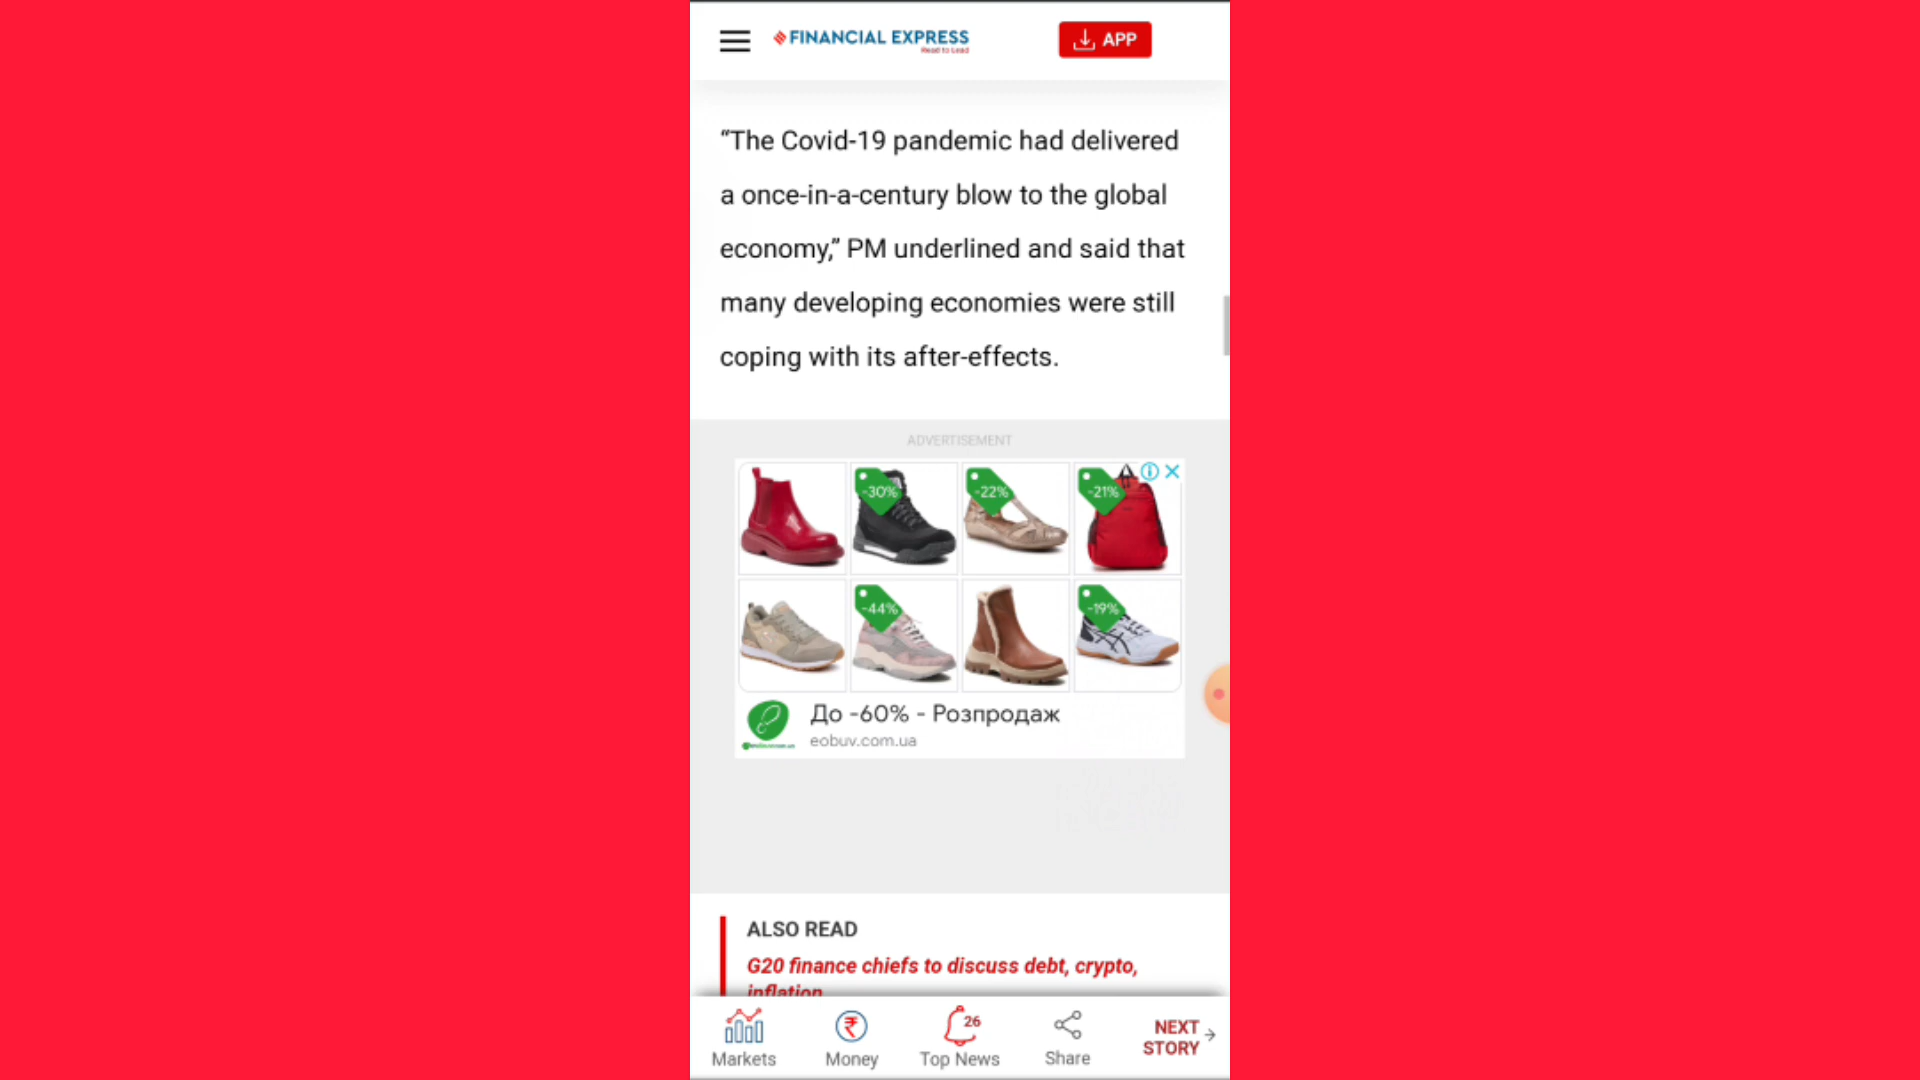 FINANCIAL EXPRESS
Read to Lead
APP
“The Covid-19 pandemic had delivered
a once-in-a-century blow to the global
economy,” PM underlined and said that
many developing economies were still
coping with its after-effects.
ADVERTISEMENT
-30%
-22%
-21%
-44%
-19%
До -60% - Розпродаж
eobuv.com.ua
ALSO READ
G20 finance chiefs to discuss debt, crypto,
inflation
26
Markets
Money
Top News
Share
NEXT
STORY